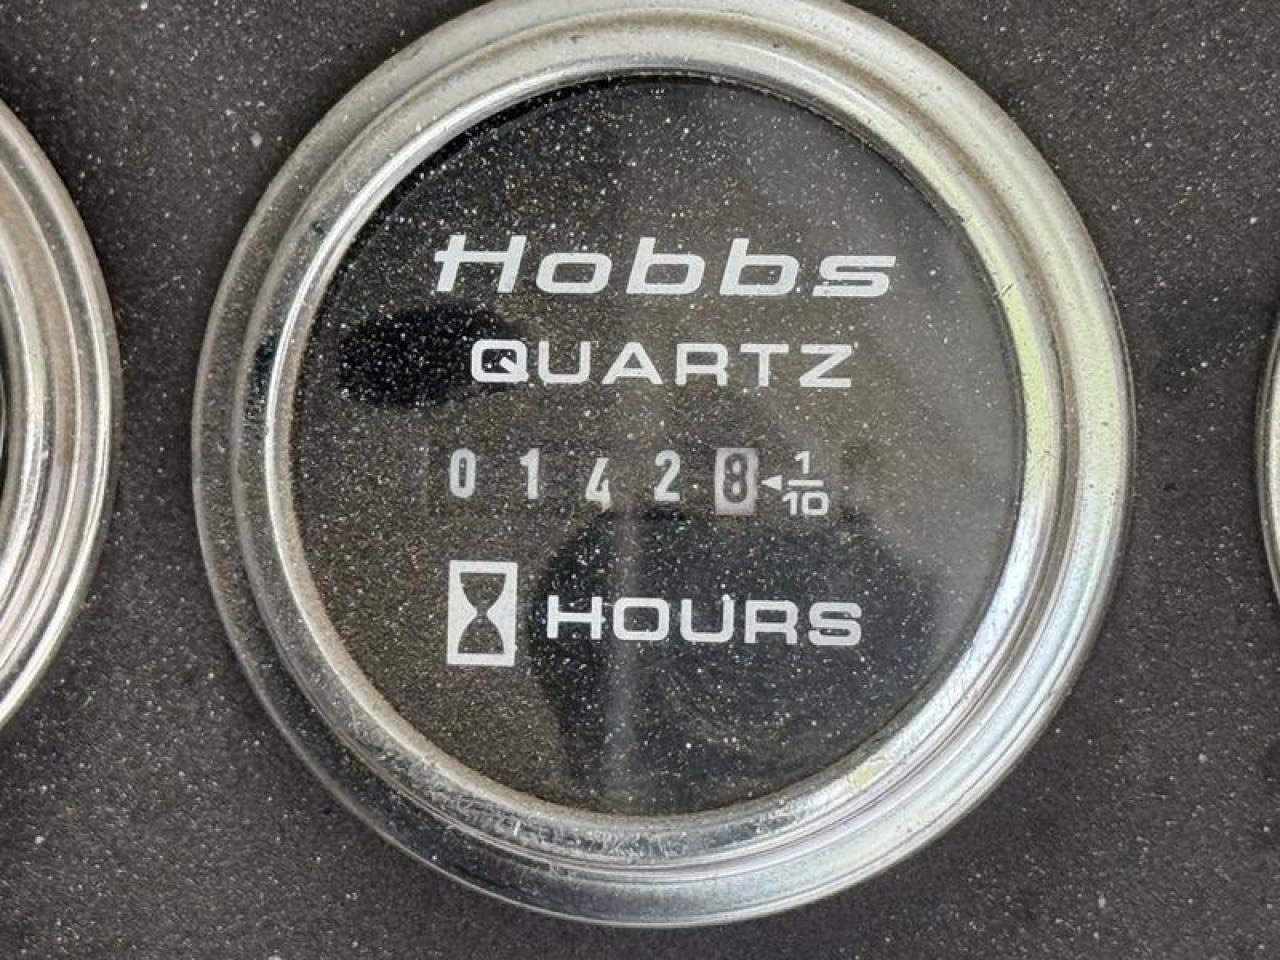 Hobbs
QUARTZ
0 1 4 2 8 ◄ 1/10
HOURS